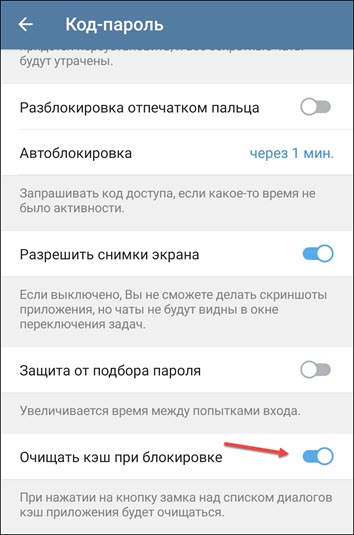 Код-пароль
будут утрачены.
Разблокировка отпечатком пальца
Автоблокировка
через 1 мин.
Запрашивать код доступа, если какое-то время не
было активности.
Разрешить снимки экрана
Если выключено, Вы не сможете делать скриншоты
приложения, но чаты не будут видны в окне
переключения задач.
Защита от подбора пароля
Увеличивается время между попытками входа.
Очищать кэш при блокировке
При нажатии на кнопку замка над списком диалогов
кэш приложения будет очищаться.